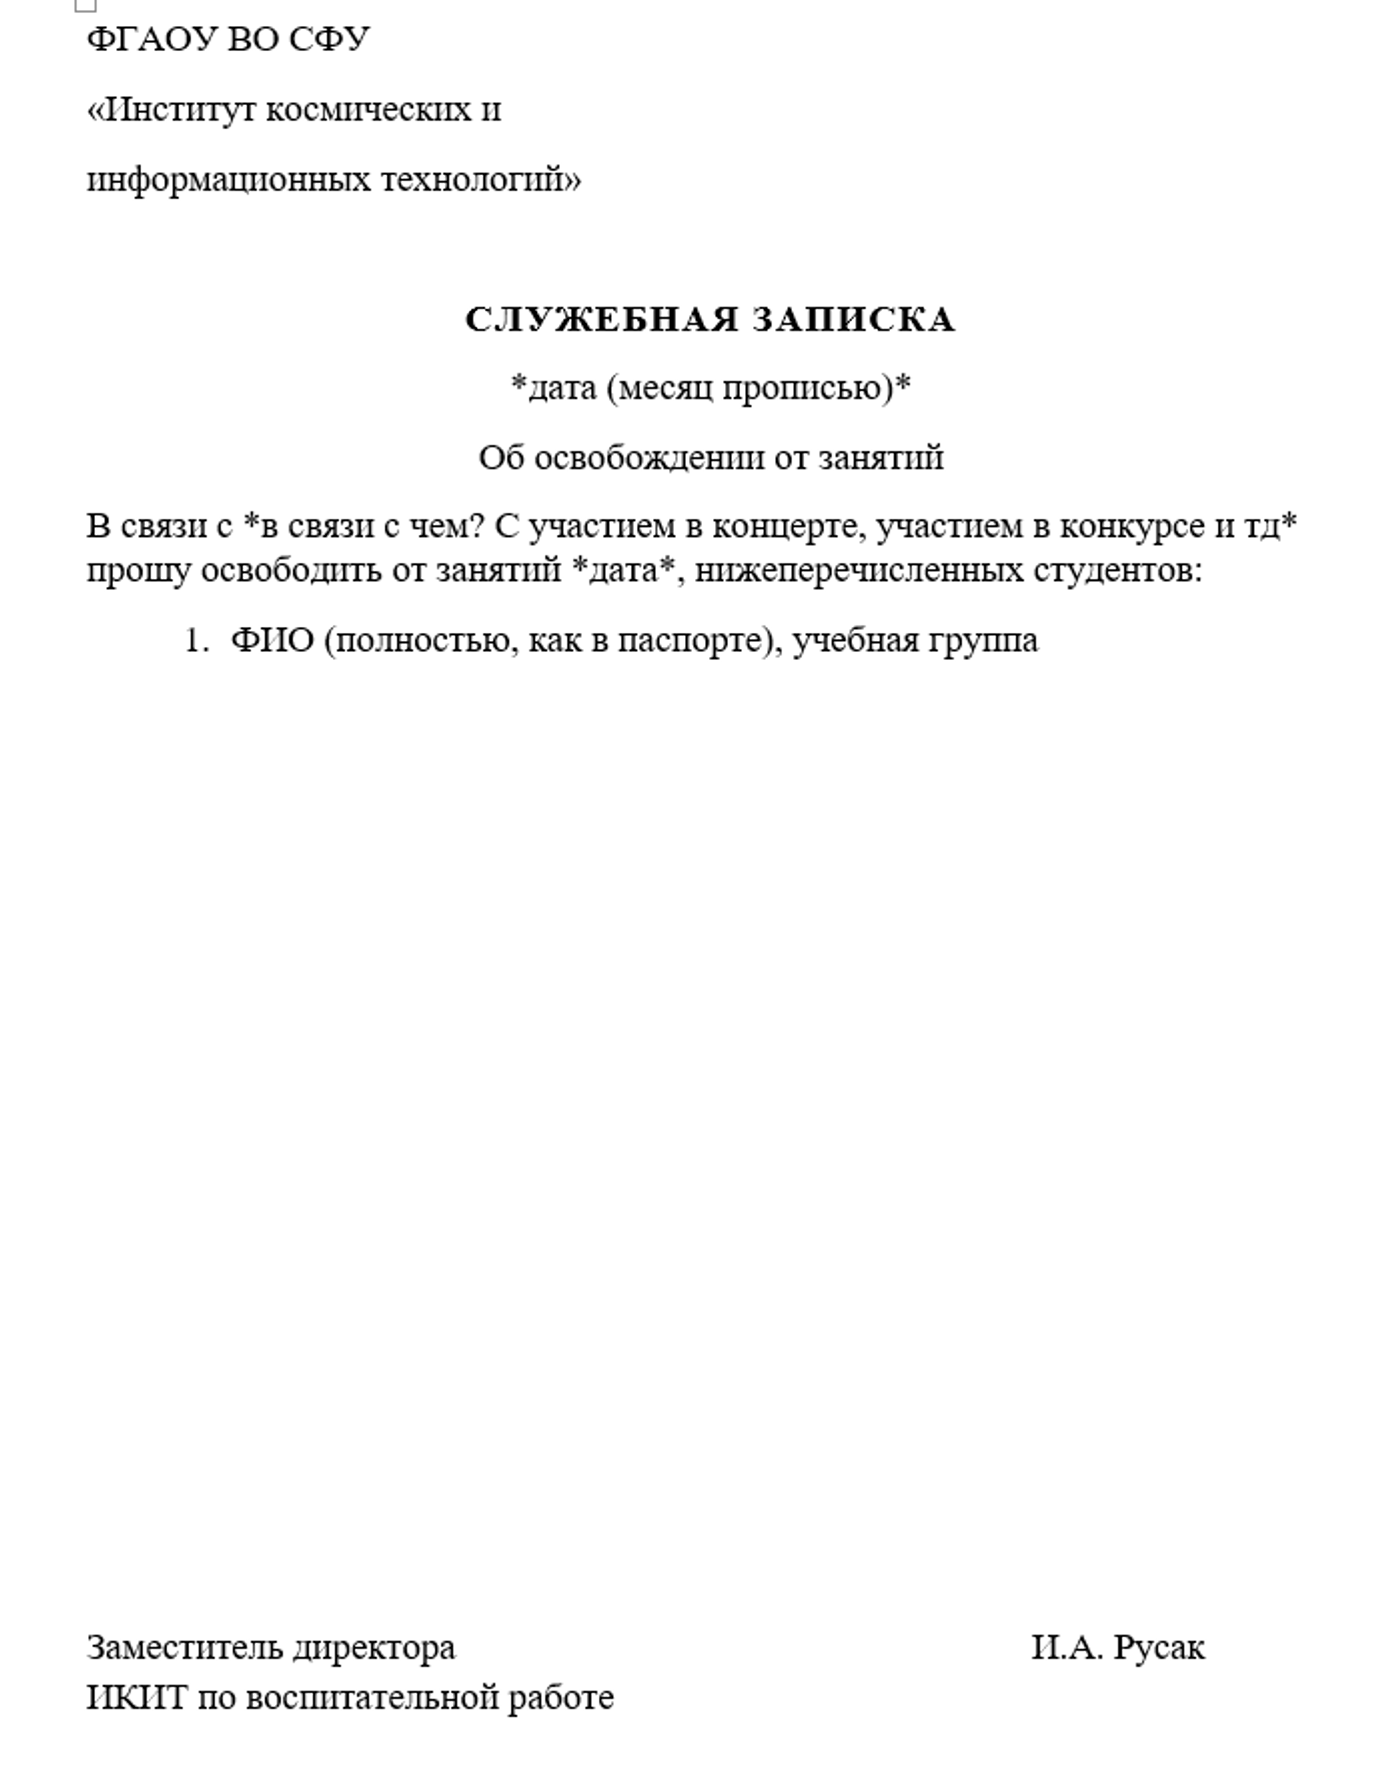 ФГАОУ ВО СФУ
«Институт космических и
информационных технологий»
СЛУЖЕБНАЯ ЗАПИСКА
*дата (месяц прописью)*
Об освобождении от занятий
В связи с *в связи с чем? С участием в концерте, участием в конкурсе и тд*
прошу освободить от занятий *дата*, нижеперечисленных студентов:
1. ФИО (полностью, как в паспорте), учебная группа
Заместитель директора И.А. Русак
ИКИТ по воспитательной работе